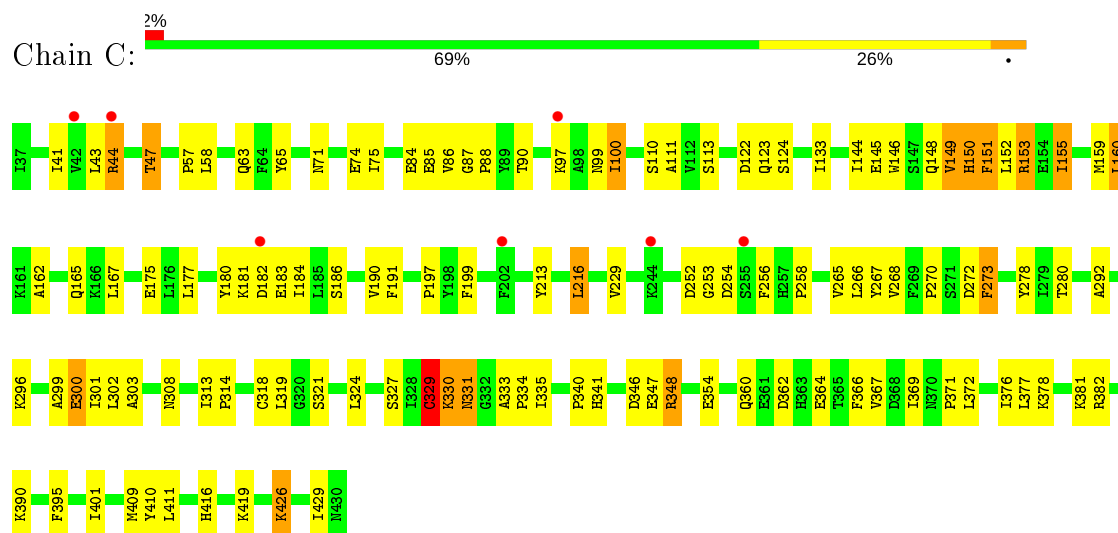 2%
Chain C:
69% 26% •
I37 I41 V42 L43 R44 T47 P57 L58 Q63 F64 Y65 N71 E74 I75 E84 E85 V86 G87 P88 Y89 T90 K97 A98 N99 I100 S110 A111 V112 S113 D122 Q123 S124 I133 I144 E145 W146 S147 Q148 V149 H150 F151 L152 R153 E154 I155 M159 L160
K161 A162 Q165 K166 L167 E175 L176 L177 Y180 K181 D182 E183 I184 L185 S186 V190 F191 P197 Y198 F199 F202 Y213 L216 V229 K244 D252 G253 D254 S255 F256 H257 P258 V265 L266 Y267 V268 F269 P270 S271 D272 F273 Y278 I279 T280 A292
K296 A299 E300 I301 L302 A303 N308 I313 P314 C318 L319 G320 S321 L324 S327 I328 C329 K330 N331 G332 A333 P334 I335 P340 H341 D346 E347 R348 E354 Q360 E361 D362 H363 E364 T365 F366 V367 D368 I369 N370 P371 L372 I376 L377 K378 K381 R382
K390 F395 I401 M409 Y410 L411 H416 K419 K426 I429 N430